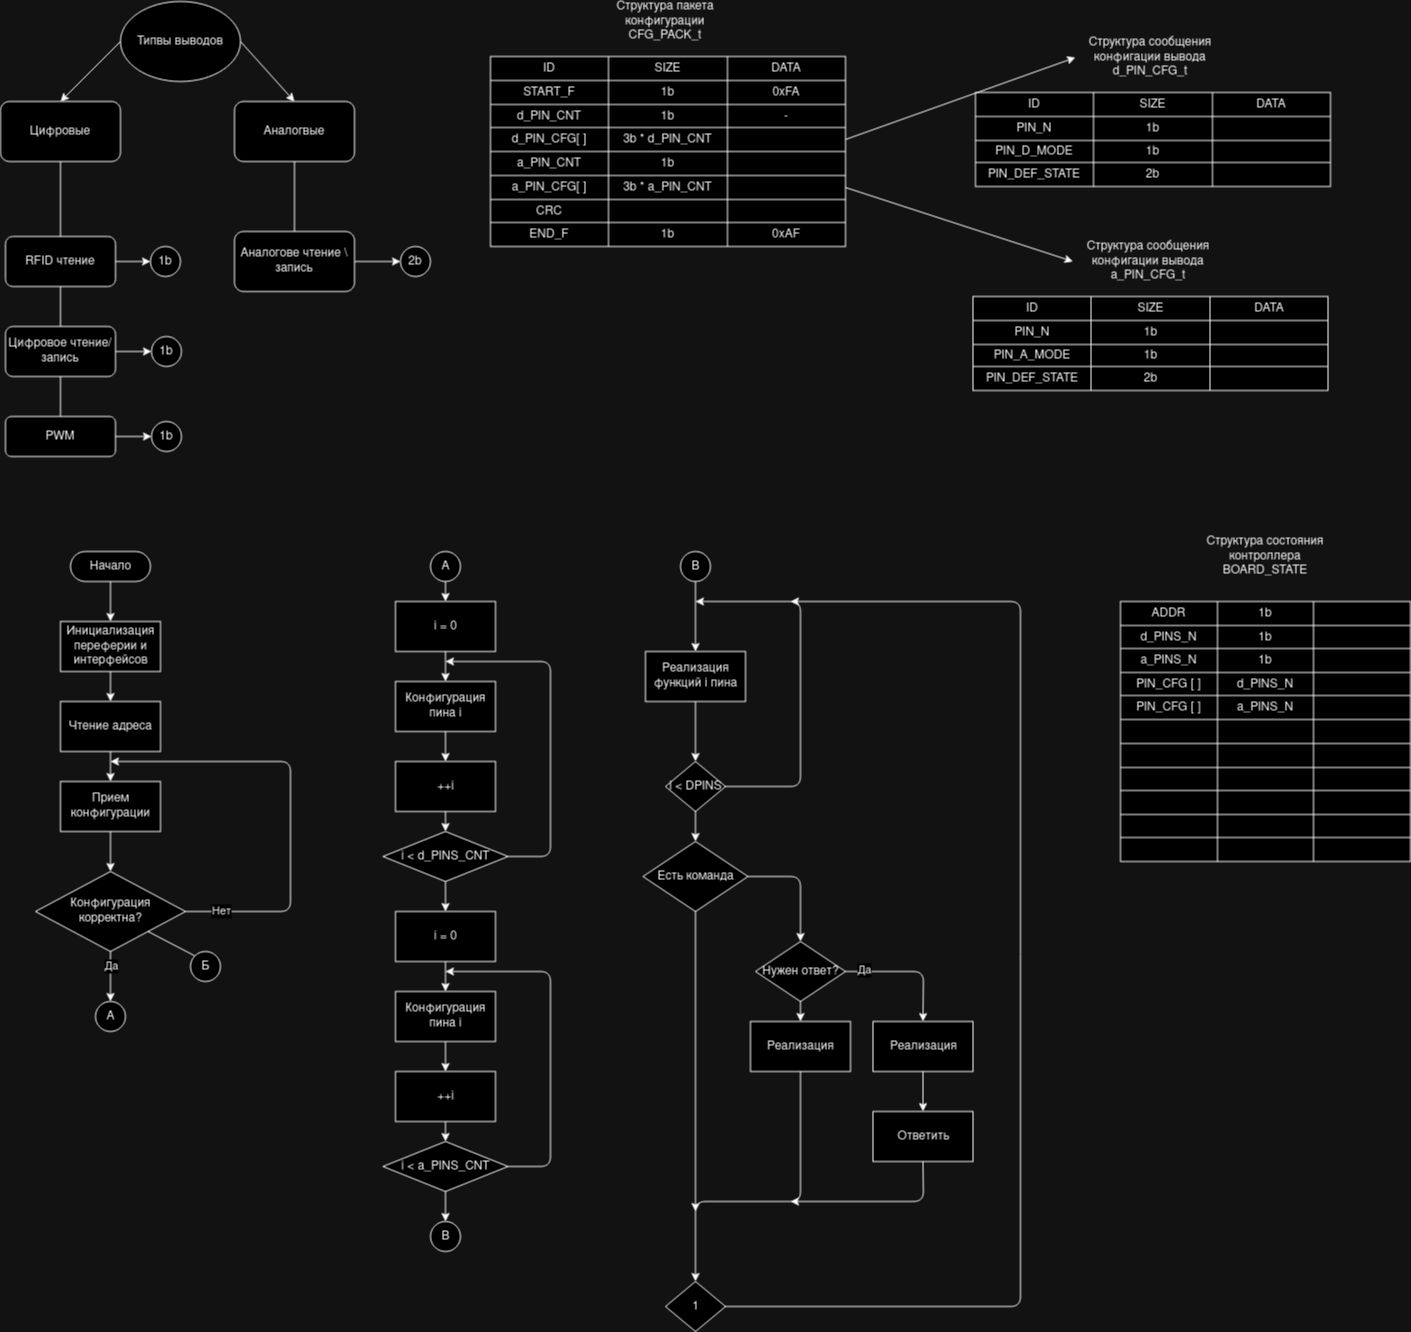 Типвы выводов
Цифровые
Аналогвые
RFID чтение
1b
Аналогове чтение \
запись
2b
Цифровое чтение/
запись
1b
PWM
1b
Структура пакета
конфигурации
CFG_PACK_t
ID SIZE DATA
START_F 1b 0xFA
d_PIN_CNT 1b -
d_PIN_CFG[ ] 3b * d_PIN_CNT
a_PIN_CNT 1b
a_PIN_CFG[ ] 3b * a_PIN_CNT
CRC
END_F 1b 0xAF
Структура сообщения
конфигации вывода
d_PIN_CFG_t
ID SIZE DATA
PIN_N 1b
PIN_D_MODE 1b
PIN_DEF_STATE 2b
Структура сообщения
конфигации вывода
a_PIN_CFG_t
ID SIZE DATA
PIN_N 1b
PIN_A_MODE 1b
PIN_DEF_STATE 2b
Начало
Инициализация
переферии и
интерфейсов
Чтение адреса
Прием
конфигурации
Конфигурация
корректна?
Нет
Да
Б
А
А
i = 0
Конфигурация
пина i
++i
i < d_PINS_CNT
i = 0
Конфигурация
пина i
++i
i < a_PINS_CNT
В
В
Реализация
функций i пина
i < DPINS
Есть команда
Нужен ответ?
Да
Реализация
Реализация
Ответить
1
Структура состояния
контроллера
BOARD_STATE
ADDR 1b
d_PINS_N 1b
a_PINS_N 1b
PIN_CFG [ ] d_PINS_N
PIN_CFG [ ] a_PINS_N